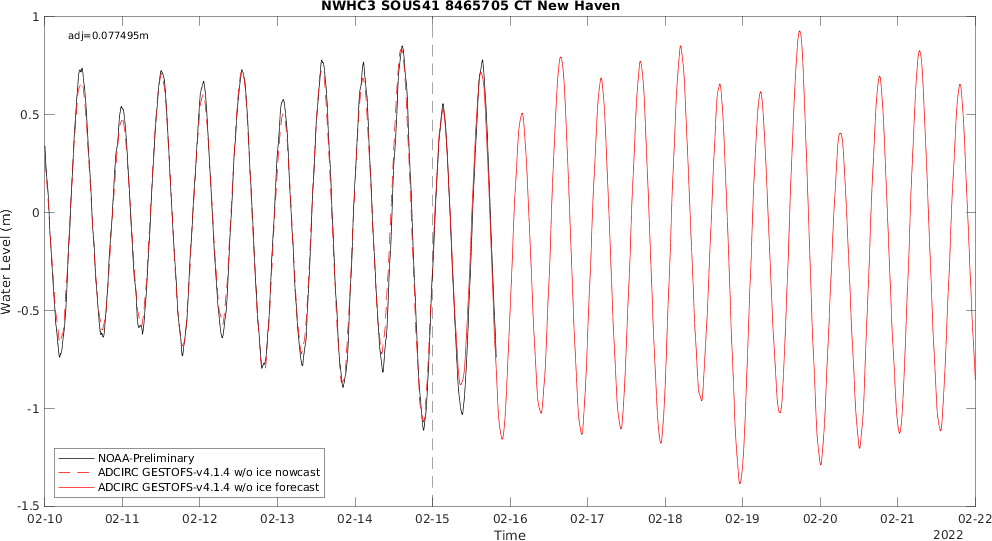 NWHC3 SOUS41 8465705 CT New Haven
adj=0.077495m
1
0.5
0
-0.5
-1
-1.5
Water Level (m)
NOAA-Preliminary
ADCIRC GESTOFS-v4.1.4 w/o ice nowcast
ADCIRC GESTOFS-v4.1.4 w/o ice forecast
02-10 02-11 02-12 02-13 02-14 02-15 02-16 02-17 02-18 02-19 02-20 02-21 02-22
Time
2022